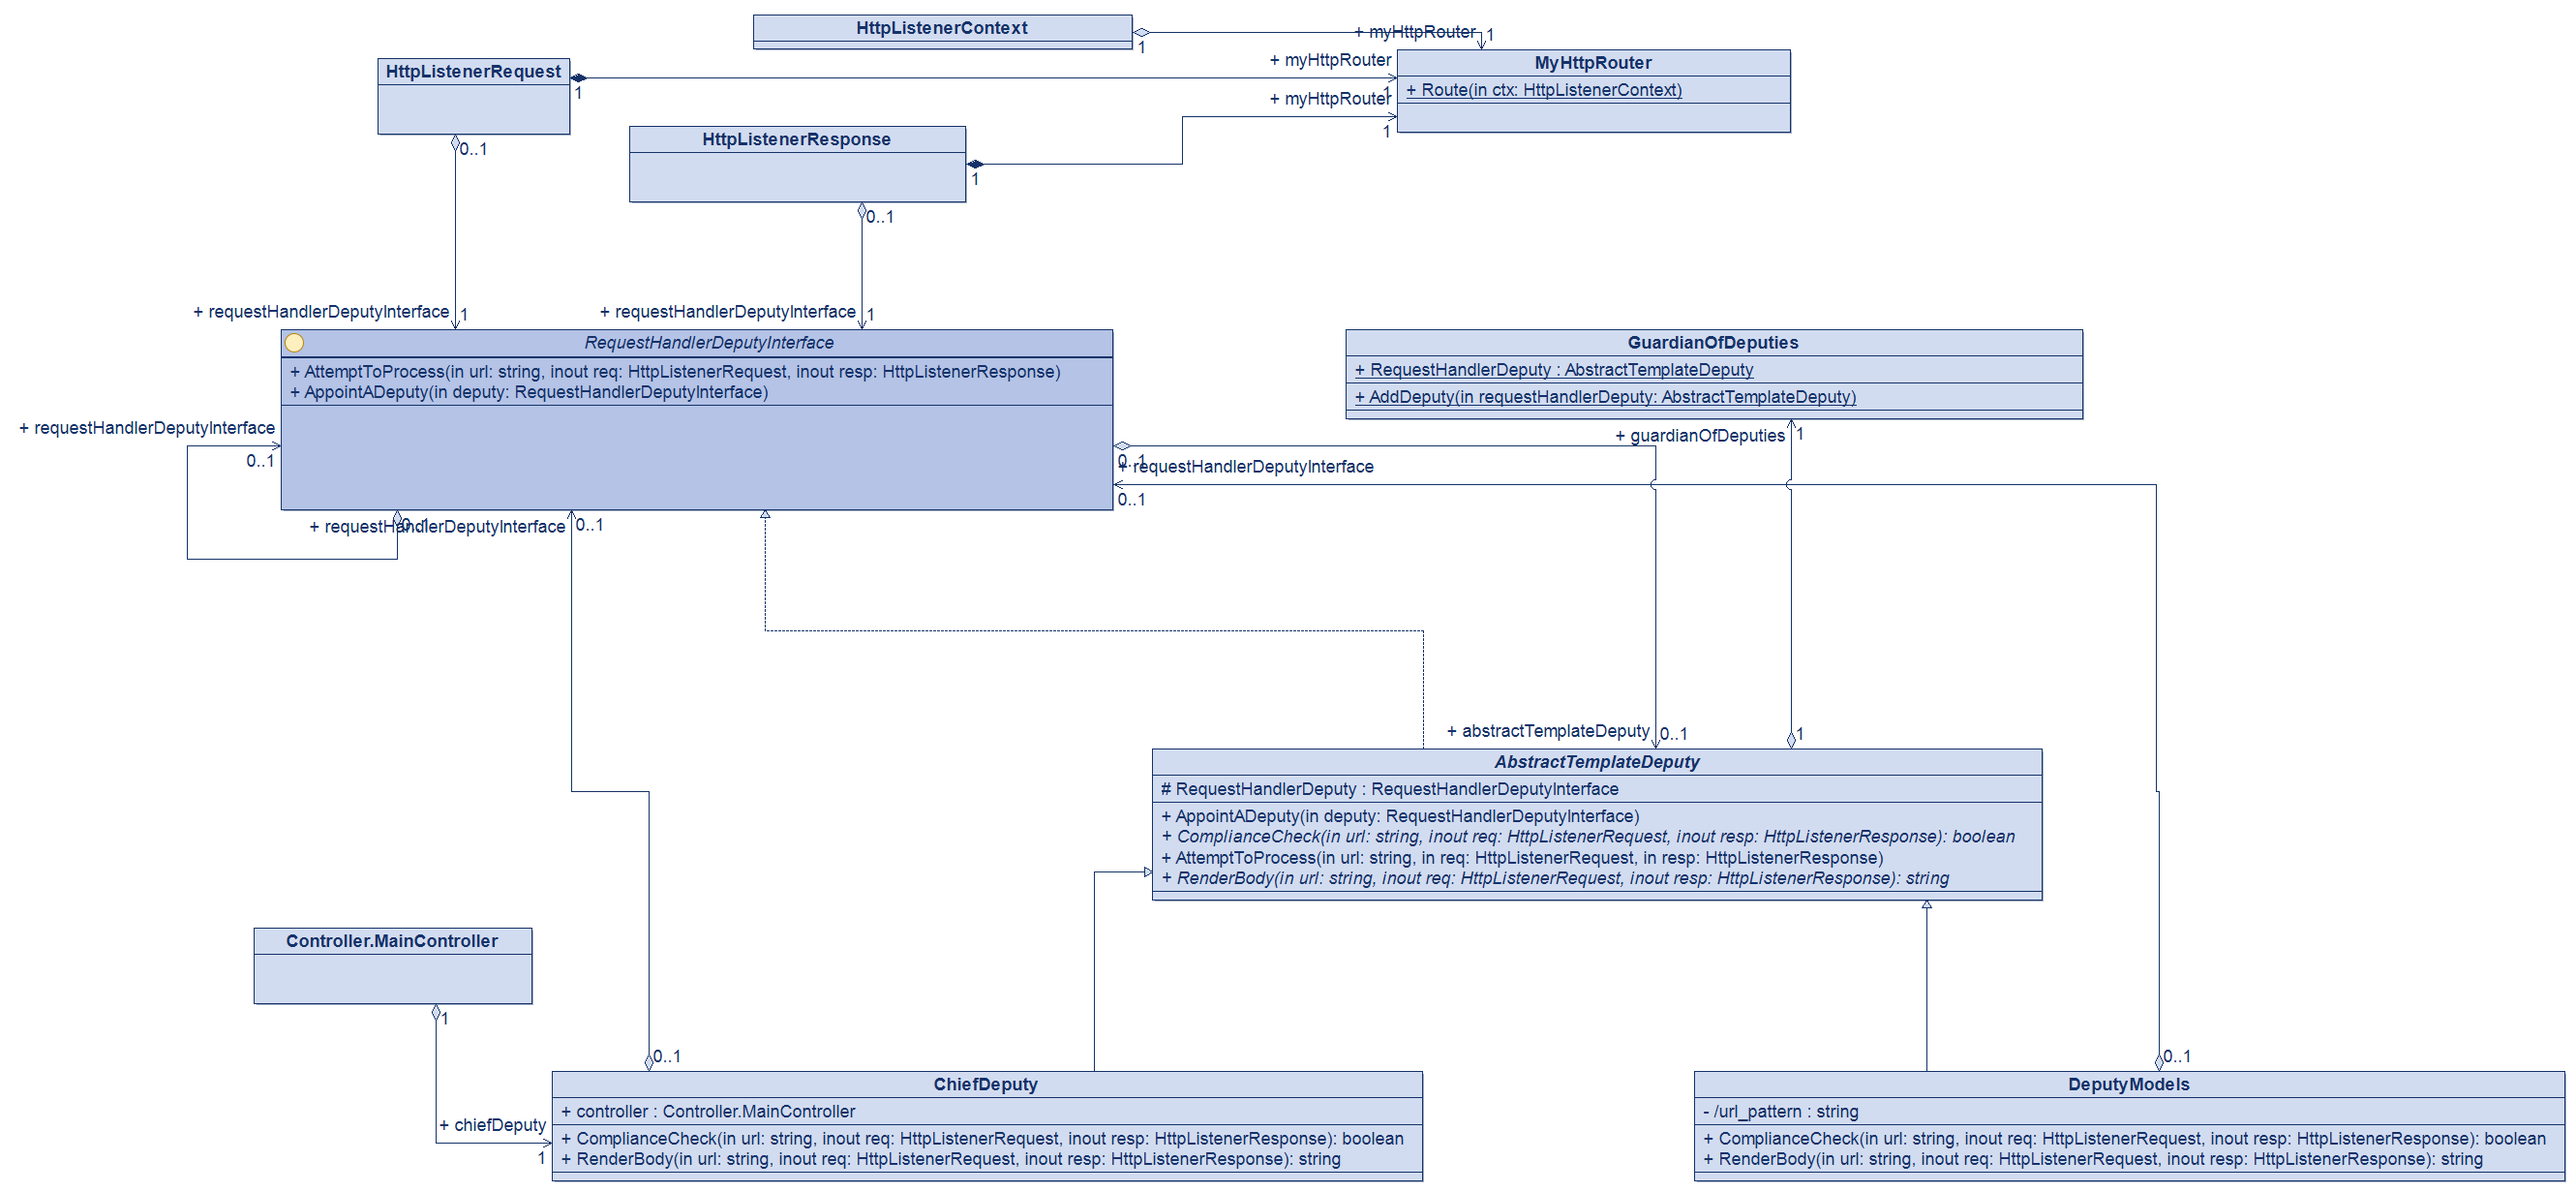 HttpListenerContext
+ myHttpRouter
1
1
HttpListenerRequest
+ myHttpRouter
MyHttpRouter
1
1
+ Route(in ctx: HttpListenerContext)
+ myHttpRouter
HttpListenerResponse
1
0..1
1
0..1
+ requestHandlerDeputyInterface
1
+ requestHandlerDeputyInterface
1
RequestHandlerDeputyInterface
+ AttemptToProcess(in url: string, inout req: HttpListenerRequest, inout resp: HttpListenerResponse)
+ AppointADeputy(in deputy: RequestHandlerDeputyInterface)
GuardianOfDeputies
+ RequestHandlerDeputy : AbstractTemplateDeputy
+ AddDeputy(in requestHandlerDeputy: AbstractTemplateDeputy)
+ requestHandlerDeputyInterface
0..1
+ guardianOfDeputies
1
0..1
+ requestHandlerDeputyInterface
0..1
0..1
+ requestHandlerDeputyInterface
0..1
+ abstractTemplateDeputy
0..1
1
AbstractTemplateDeputy
# RequestHandlerDeputy : RequestHandlerDeputyInterface
+ AppointADeputy(in deputy: RequestHandlerDeputyInterface)
+ ComplianceCheck(in url: string, inout req: HttpListenerRequest, inout resp: HttpListenerResponse): boolean
+ AttemptToProcess(in url: string, in req: HttpListenerRequest, in resp: HttpListenerResponse)
+ RenderBody(in url: string, inout req: HttpListenerRequest, inout resp: HttpListenerResponse): string
Controller.MainController
1
0..1
0..1
+ chiefDeputy
1
ChiefDeputy
+ controller : Controller.MainController
+ ComplianceCheck(in url: string, inout req: HttpListenerRequest, inout resp: HttpListenerResponse): boolean
+ RenderBody(in url: string, inout req: HttpListenerRequest, inout resp: HttpListenerResponse): string
DeputyModels
- /url_pattern : string
+ ComplianceCheck(in url: string, inout req: HttpListenerRequest, inout resp: HttpListenerResponse): boolean
+ RenderBody(in url: string, inout req: HttpListenerRequest, inout resp: HttpListenerResponse): string